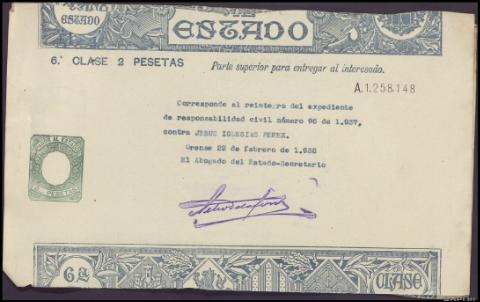 ESTADO
6.ª CLASE 2 PESETAS
Parte superior para entregar al interesado.
A.1.258.148
Corresponde al reintegro del expediente
de responsabilidad civil número 96 de 1.937,
contra JESUS IGLESIAS PEREZ.
Orense 22 de febrero de 1.938
El Abogado del Estado-Secretario
PESETAS
6ª CLASE